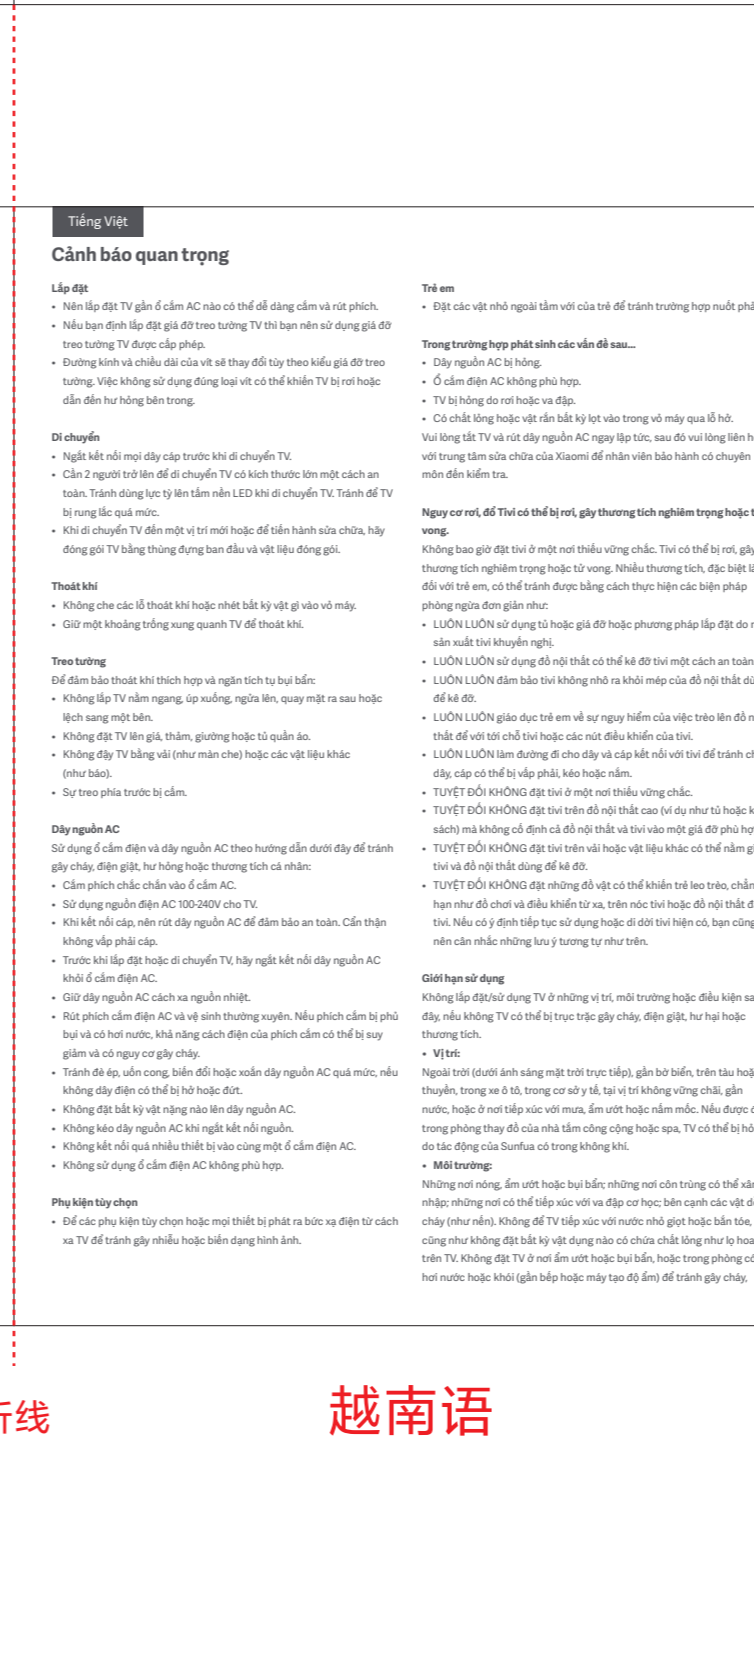 Tiếng Việt
Cảnh báo quan trọng
Lắp đặt
• Nên lắp đặt TV gần ổ cắm AC nào có thể dễ dàng cắm và rút phích.
• Nếu bạn định lắp đặt giá đỡ treo tường TV thì bạn nên sử dụng giá đỡ
treo tường TV được cấp phép.
• Đường kính và chiều dài của vít sẽ thay đổi tùy theo kiểu giá đỡ treo
tường. Việc không sử dụng đúng loại vít có thể khiến TV bị rơi hoặc
dẫn đến hư hỏng bên trong.
Di chuyển
• Ngắt kết nối mọi dây cáp trước khi di chuyển TV.
• Cần 2 người trở lên để di chuyển TV có kích thước lớn một cách an
toàn. Tránh dùng lực tỳ lên tấm nền LED khi di chuyển TV. Tránh để TV
bị rung lắc quá mức.
• Khi di chuyển TV đến một vị trí mới hoặc để tiến hành sửa chữa, hãy
đóng gói TV bằng thùng đựng ban đầu và vật liệu đóng gói.
Thoát khí
• Không che các lỗ thoát khí hoặc nhét bất kỳ vật gì vào vỏ máy.
• Giữ một khoảng trống xung quanh TV để thoát khí.
Treo tường
Để đảm bảo thoát khí thích hợp và ngăn tích tụ bụi bẩn:
• Không lắp TV nằm ngang, úp xuống, ngửa lên, quay mặt ra sau hoặc
lệch sang một bên.
• Không đặt TV lên giá, thảm, giường hoặc tủ quần áo.
• Không đậy TV bằng vải (như màn che) hoặc các vật liệu khác
(như báo).
• Sự treo phía trước bị cấm.
Dây nguồn AC
Sử dụng ổ cắm điện và dây nguồn AC theo hướng dẫn dưới đây để tránh
gây cháy, điện giật, hư hỏng hoặc thương tích cá nhân:
• Cắm phích chắc chắn vào ổ cắm AC.
• Sử dụng nguồn điện AC 100-240V cho TV.
• Khi kết nối cáp, nên rút dây nguồn AC để đảm bảo an toàn. Cẩn thận
không vấp phải cáp.
• Trước khi lắp đặt hoặc di chuyển TV, hãy ngắt kết nối dây nguồn AC
khỏi ổ cắm điện AC.
• Giữ dây nguồn AC cách xa nguồn nhiệt.
• Rút phích cắm điện AC và vệ sinh thường xuyên. Nếu phích cắm bị phủ
bụi và có hơi nước, khả năng cách điện của phích cắm có thể bị suy
giảm và có nguy cơ gây cháy.
• Tránh đè ép, uốn cong, biến đổi hoặc xoắn dây nguồn AC quá mức, nếu
không dây điện có thể bị hở hoặc đứt.
• Không đặt bất kỳ vật nặng nào lên dây nguồn AC.
• Không kéo dây nguồn AC khi ngắt kết nối nguồn.
• Không kết nối quá nhiều thiết bị vào cùng một ổ cắm điện AC.
• Không sử dụng ổ cắm điện AC không phù hợp.
Phụ kiện tùy chọn
• Để các phụ kiện tùy chọn hoặc mọi thiết bị phát ra bức xạ điện từ cách
xa TV để tránh gây nhiễu hoặc biến dạng hình ảnh.
Trẻ em
• Đặt các vật nhỏ ngoài tầm với của trẻ để tránh trường hợp nuốt phả
Trong trường hợp phát sinh các vấn đề sau...
• Dây nguồn AC bị hỏng.
• Ổ cắm điện AC không phù hợp.
• TV bị hỏng do rơi hoặc va đập.
• Có chất lỏng hoặc vật rắn bất kỳ lọt vào trong vỏ máy qua lỗ hở.
Vui lòng tắt TV và rút dây nguồn AC ngay lập tức, sau đó vui lòng liên h
với trung tâm sửa chữa của Xiaomi để nhân viên bảo hành có chuyên
môn đến kiểm tra.
Nguy cơ rơi, đổ Tivi có thể bị rơi, gây thương tích nghiêm trọng hoặc t
vong.
Không bao giờ đặt tivi ở một nơi thiếu vững chắc. Tivi có thể bị rơi, gây
thương tích nghiêm trọng hoặc tử vong. Nhiều thương tích, đặc biệt là
đối với trẻ em, có thể tránh được bằng cách thực hiện các biện pháp
phòng ngừa đơn giản như:
• LUÔN LUÔN sử dụng tủ hoặc giá đỡ hoặc phương pháp lắp đặt do n
sản xuất tivi khuyến nghị.
• LUÔN LUÔN sử dụng đồ nội thất có thể kê đỡ tivi một cách an toàn
• LUÔN LUÔN đảm bảo tivi không nhô ra khỏi mép của đồ nội thất dù
để kê đỡ.
• LUÔN LUÔN giáo dục trẻ em về sự nguy hiểm của việc trèo lên đồ n
thất để với tới chỗ tivi hoặc các nút điều khiển của tivi.
• LUÔN LUÔN làm đường đi cho dây và cáp kết nối với tivi để tránh ch
dây, cáp có thể bị vấp phải, kéo hoặc nắm.
• TUYỆT ĐỐI KHÔNG đặt tivi ở một nơi thiếu vững chắc.
• TUYỆT ĐỐI KHÔNG đặt tivi trên đồ nội thất cao (ví dụ như tủ hoặc k
sách) mà không cố định cả đồ nội thất và tivi vào một giá đỡ phù hợ
• TUYỆT ĐỐI KHÔNG đặt tivi trên vải hoặc vật liệu khác có thể nằm gi
tivi và đồ nội thất dùng để kê đỡ.
• TUYỆT ĐỐI KHÔNG đặt những đồ vật có thể khiến trẻ leo trèo, chẳn
hạn như đồ chơi và điều khiển từ xa, trên nóc tivi hoặc đồ nội thất đ
tivi. Nếu có ý định tiếp tục sử dụng hoặc di dời tivi hiện có, bạn cũng
nên cân nhắc những lưu ý tương tự như trên.
Giới hạn sử dụng
Không lắp đặt/sử dụng TV ở những vị trí, môi trường hoặc điều kiện sa
đây, nếu không TV có thể bị trục trặc gây cháy, điện giật, hư hại hoặc
thương tích.
• Vị trí:
Ngoài trời (dưới ánh sáng mặt trời trực tiếp), gần bờ biển, trên tàu hoặ
thuyền, trong xe ô tô, trong cơ sở y tế, tại vị trí không vững chãi, gần
nước, hoặc ở nơi tiếp xúc với mưa, ẩm ướt hoặc nấm mốc. Nếu được đ
trong phòng thay đồ của nhà tắm công cộng hoặc spa, TV có thể bị hỏ
do tác động của Sunfua có trong không khí.
• Môi trường:
Những nơi nóng, ẩm ướt hoặc bụi bẩn; những nơi côn trùng có thể xâm
nhập; những nơi có thể tiếp xúc với va đập cơ học; bên cạnh các vật dễ
cháy (như nến). Không để TV tiếp xúc với nước nhỏ giọt hoặc bắn tóe,
cũng như không đặt bất kỳ vật dụng nào có chứa chất lỏng như lọ hoa
trên TV. Không đặt TV ở nơi ẩm ướt hoặc bụi bẩn, hoặc trong phòng có
hơi nước hoặc khói (gần bếp hoặc máy tạo độ ẩm) để tránh gây cháy,
折线
越南语